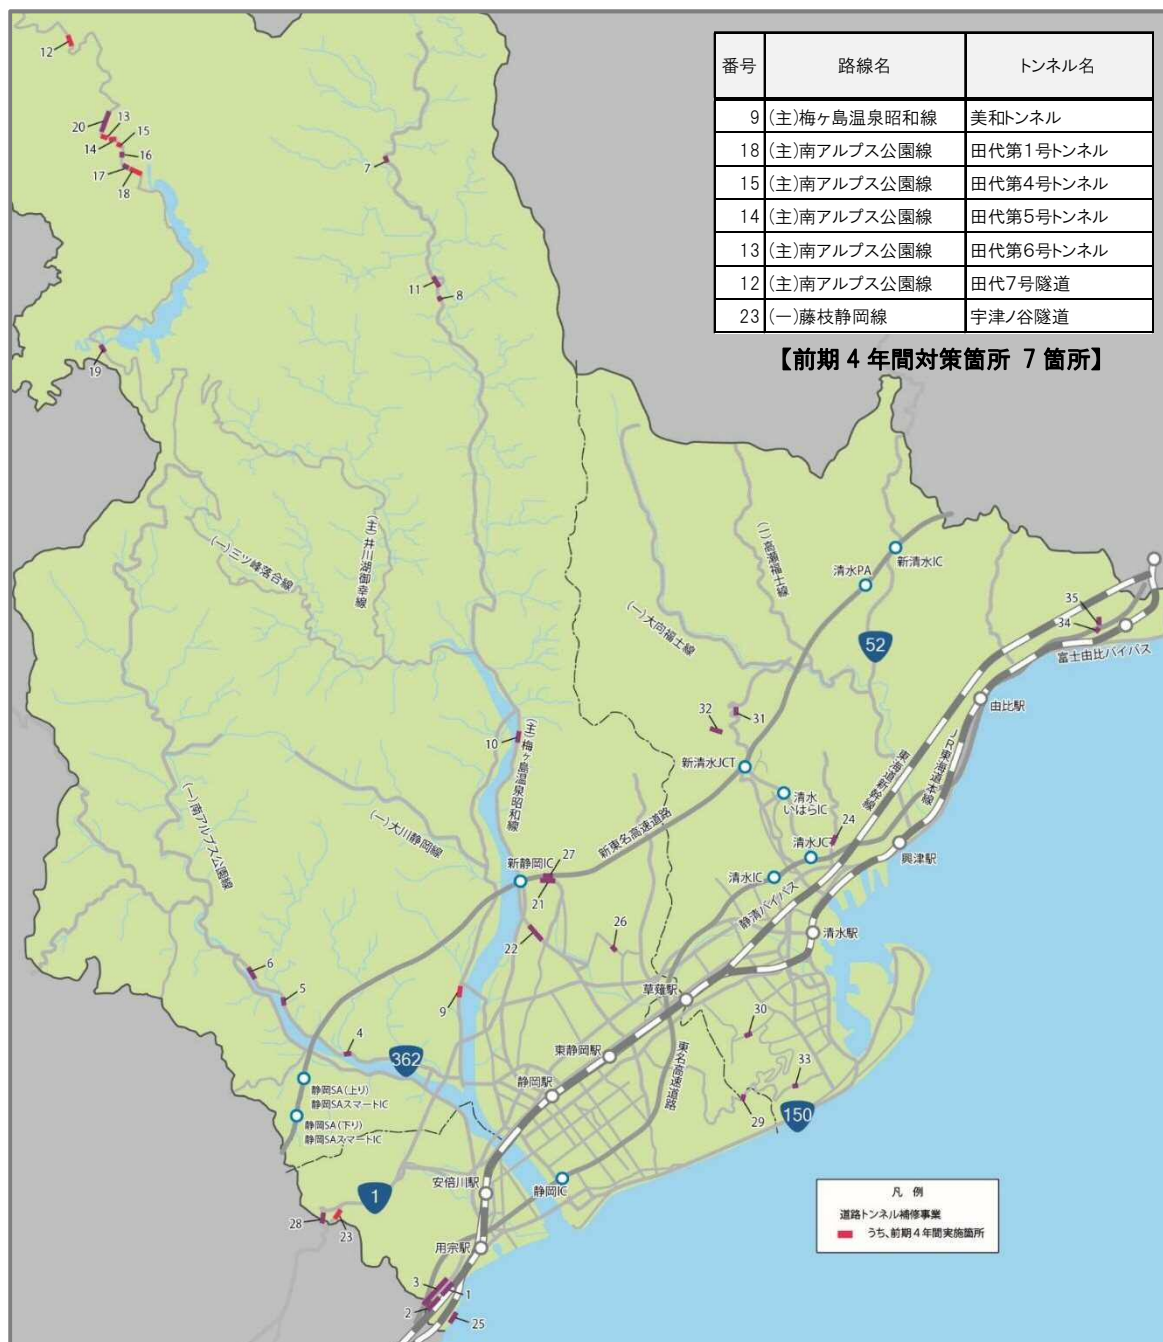 番号 路線名 トンネル名
9 (主)梅ヶ島温泉昭和線 美和トンネル
18 (主)南アルプス公園線 田代第1号トンネル
15 (主)南アルプス公園線 田代第4号トンネル
14 (主)南アルプス公園線 田代第5号トンネル
13 (主)南アルプス公園線 田代第6号トンネル
12 (主)南アルプス公園線 田代7号隧道
23 (一)藤枝静岡線 宇津ノ谷隧道
【前期4年間対策箇所 7箇所】
12
20
13
14
15
16
17
18
7
11
8
19
(一)三ツ峰落合線
(主)井川湖御幸線
(一)大向福士線
清水PA
新清水IC
52
35
34
富士由比バイパス
由比駅
32
31
10
(主)梅ヶ島温泉昭和線
新清水JCT
東海道新幹線
JR東海道本線
清水
いはらIC
(一)南アルプス公園線
(一)大川静岡線
新東名高速道路
24
清水JC
興津駅
新静岡IC
27
21
清水IC
静清バイパス
22
26
清水駅
6
5
9
草薙駅
4
362
30
東静岡駅
静岡駅
東名高速道路
33
静岡SA(上り)
静岡SAスマートIC
静岡SA(下り)
静岡SAスマートIC
29
150
1
安倍川駅
静岡IC
28
23
用宗駅
3
1
2
25
凡 例
道路トンネル補修事業
うち、前期4年間実施箇所